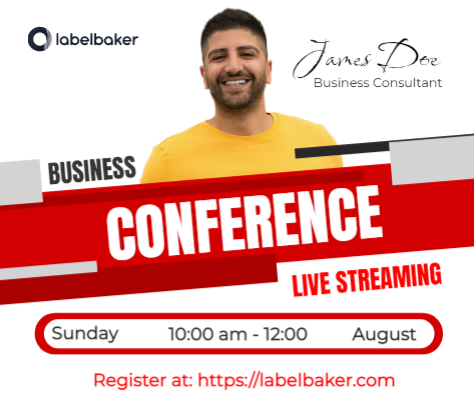 labelbaker
James Doe
Business Consultant
BUSINESS
CONFERENCE
LIVE STREAMING
Sunday 10:00 am - 12:00 August
Register at: https://labelbaker.com